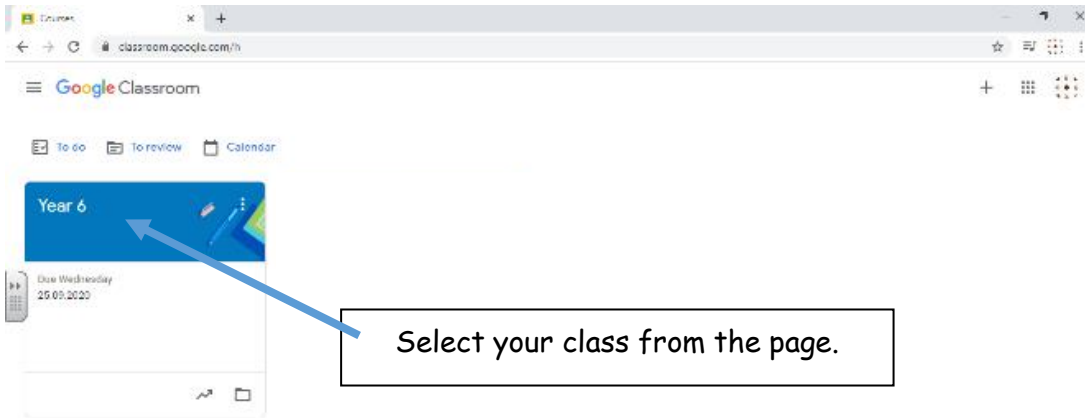 Courses
classroom.google.com/h
Google Classroom
To do To review Calendar
Year 6
Due Wednesday
25.09.2020
Select your class from the page.